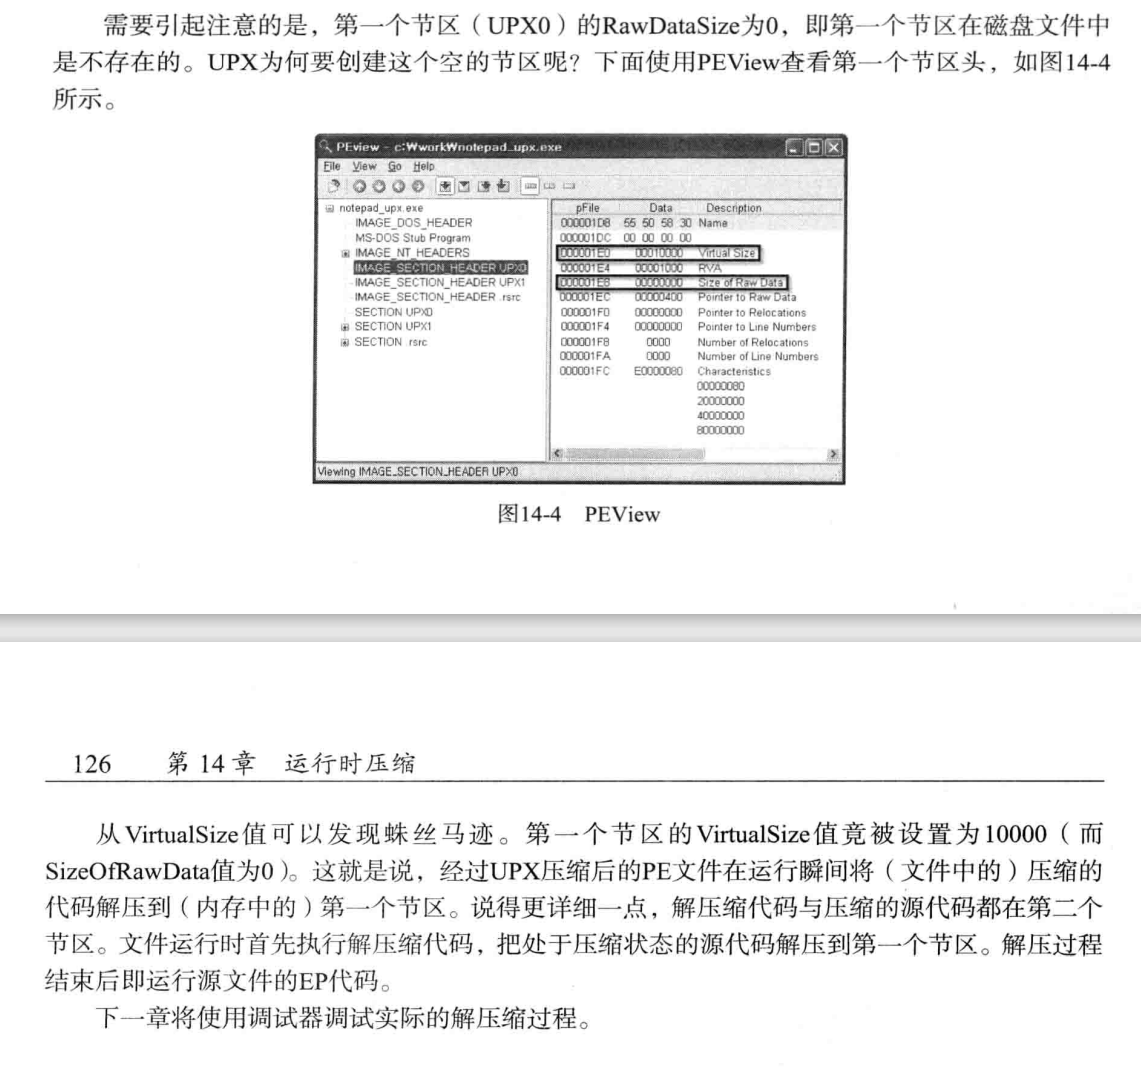 需要引起注意的是，第一个节区（UPX0）的RawDataSize为0，即第一个节区在磁盘文件中
是不存在的。UPX为何要创建这个空的节区呢？下面使用PEView查看第一个节区头，如图14-4
所示。
PEview - c:₩work₩notepad_upx.exe
File View Go Help
notepad_upx.exe
IMAGE_DOS_HEADER
MS-DOS Stub Program
IMAGE_NT_HEADERS
IMAGE_SECTION_HEADER UPX0
IMAGE_SECTION_HEADER UPX1
IMAGE_SECTION_HEADER .rsrc
SECTION UPX0
SECTION UPX1
SECTION .rsrc
pFile Data Description
000001D8 55 50 58 30 Name
000001DC 00 00 00 00
000001E0 00010000 Virtual Size
000001E4 00001000 RVA
000001E8 00000000 Size of Raw Data
000001EC 00000400 Pointer to Raw Data
000001F0 00000000 Pointer to Relocations
000001F4 00000000 Pointer to Line Numbers
000001F8 0000 Number of Relocations
000001FA 0000 Number of Line Numbers
000001FC E0000080 Characteristics
00000080
20000000
40000000
80000000
Viewing IMAGE_SECTION_HEADER UPX0
图14-4 PEView
126 第 14 章 运行时压缩
从VirtualSize值可以发现蛛丝马迹。第一个节区的VirtualSize值竟被设置为10000（而
SizeOfRawData值为0）。这就是说，经过UPX压缩后的PE文件在运行瞬间将（文件中的）压缩的
代码解压到（内存中的）第一个节区。说得更详细一点，解压缩代码与压缩的源代码都在第二个
节区。文件运行时首先执行解压缩代码，把处于压缩状态的源代码解压到第一个节区。解压过程
结束后即运行源文件的EP代码。
下一章将使用调试器调试实际的解压缩过程。